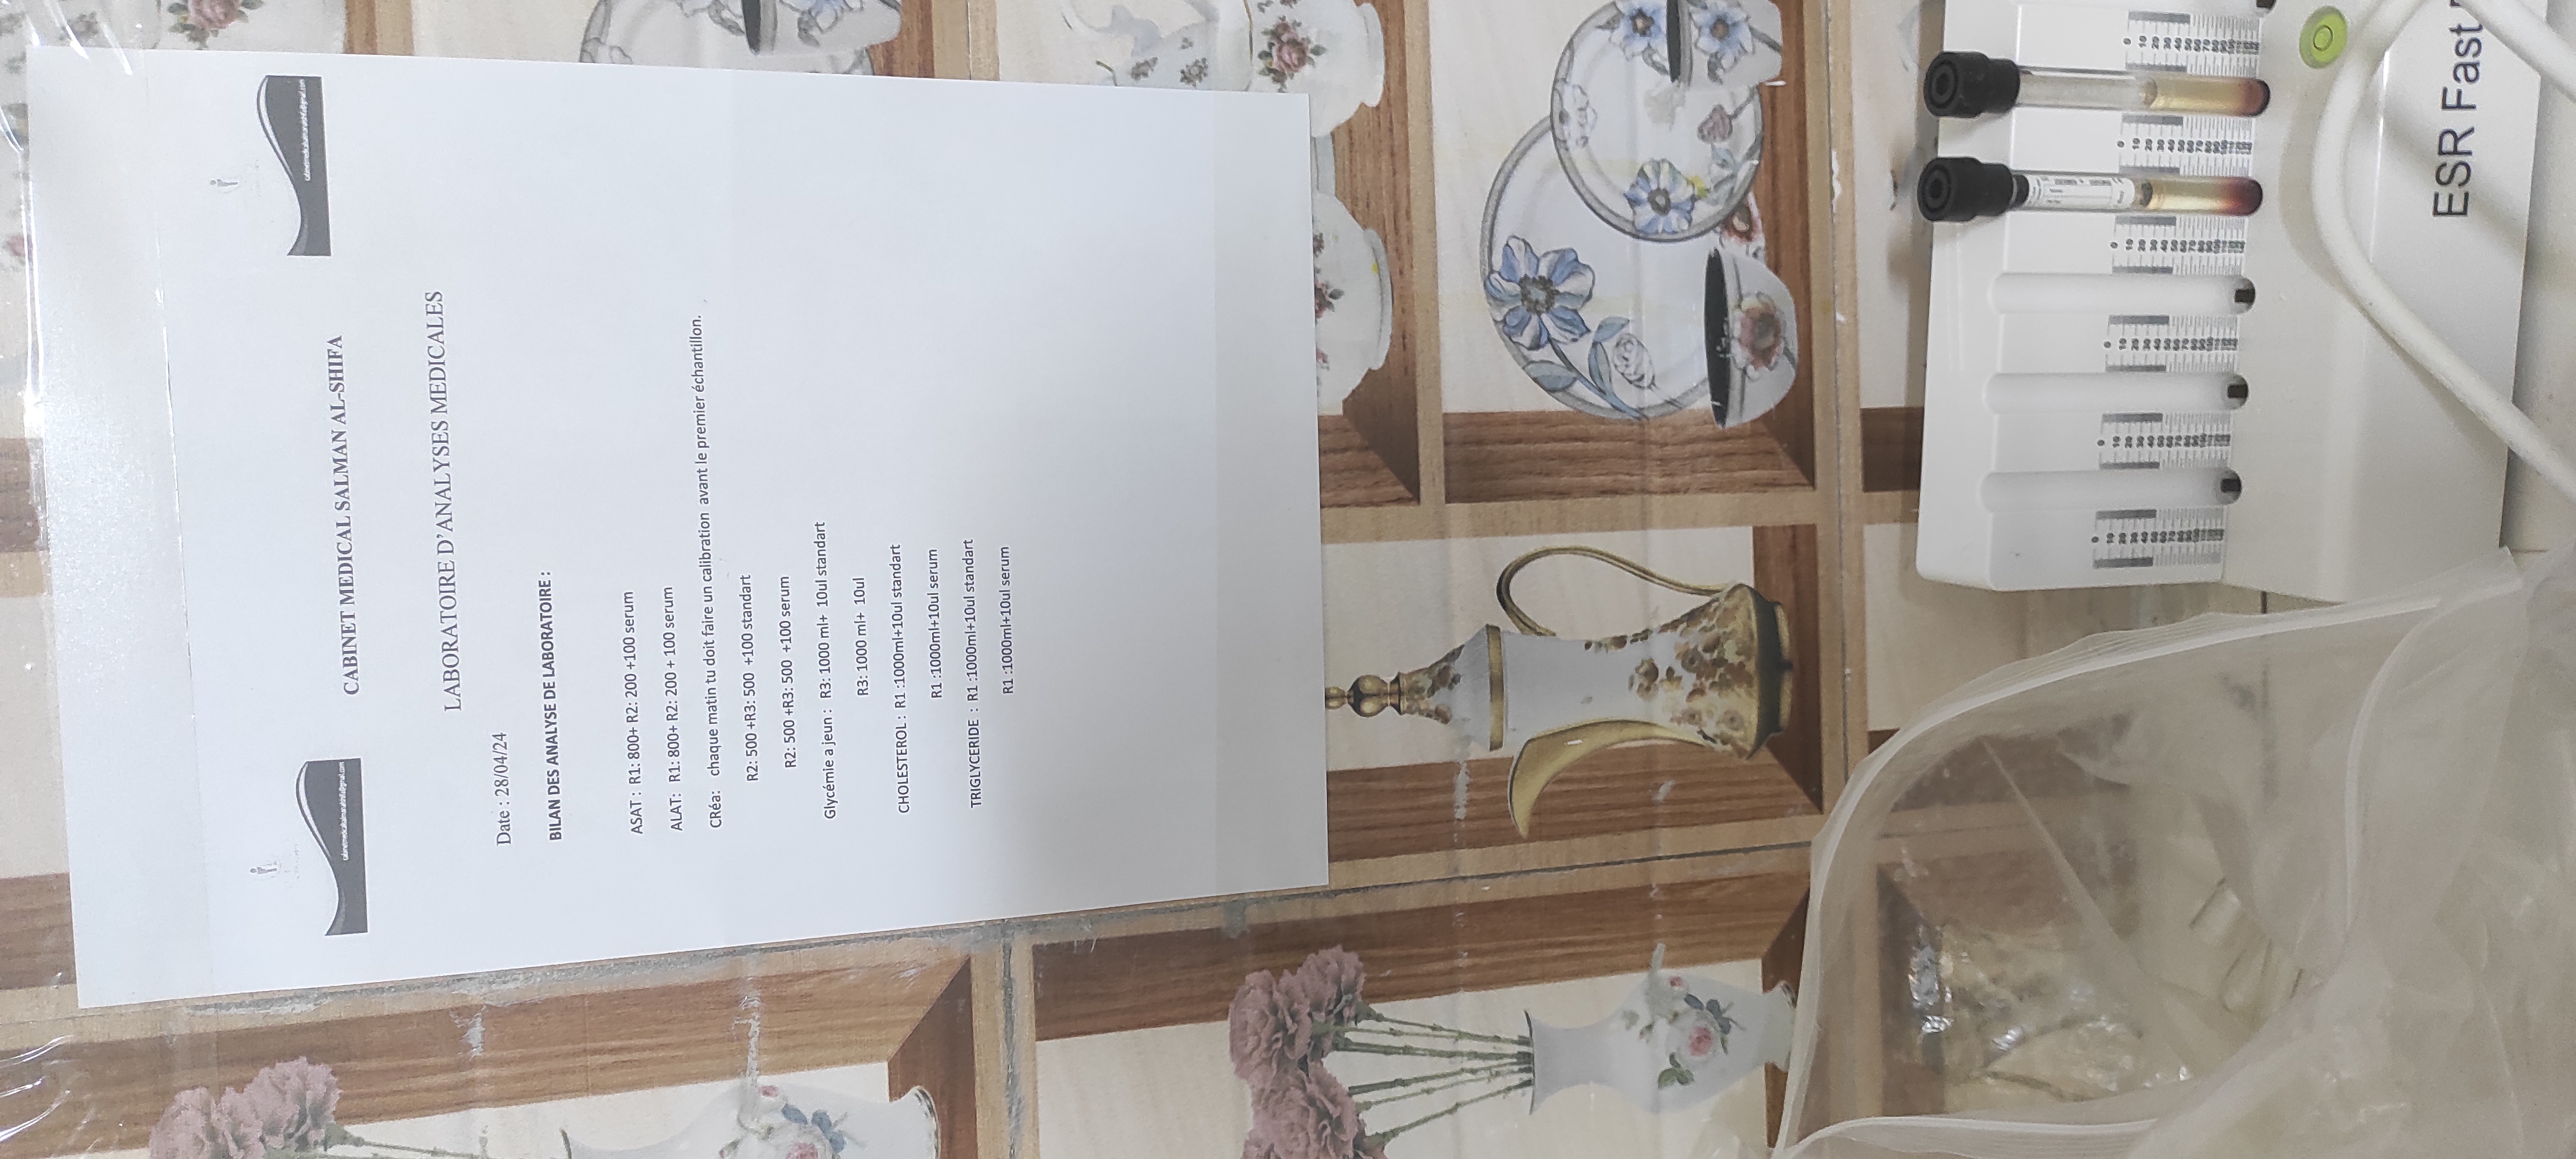 cabinetmedicalsalmanalshifa@gmail.com
cabinetmedicalsalmanalshifa@gmail.com
CABINET MEDICAL SALMAN AL-SHIFA
LABORATOIRE D'ANALYSES MEDICALES
Date : 28/04/24
BILAN DES ANALYSE DE LABORATOIRE :
ASAT : R1: 800+ R2: 200 +100 serum
ALAT: R1: 800+ R2: 200 + 100 serum
CRéa: chaque matin tu doit faire un calibration avant le premier échantillon.
R2: 500 +R3: 500 +100 standart
R2: 500 +R3: 500 +100 serum
Glycémie a jeun : R3: 1000 ml+ 10ul standart
R3: 1000 ml+ 10ul
CHOLESTEROL : R1 :1000ml+10ul standart
R1 :1000ml+10ul serum
TRIGLYCERIDE : R1 :1000ml+10ul standart
R1 :1000ml+10ul serum
ESR Fast